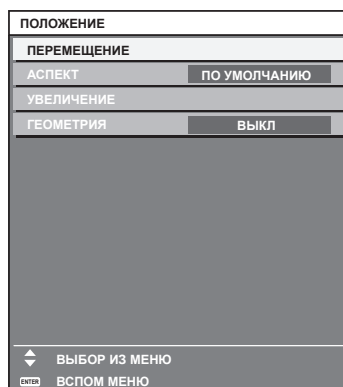 ПОЛОЖЕНИЕ
ПЕРЕМЕЩЕНИЕ
АСПЕКТ ПО УМОЛЧАНИЮ
УВЕЛИЧЕНИЕ
ГЕОМЕТРИЯ ВЫКЛ
ВЫБОР ИЗ МЕНЮ
ENTER ВСПОМ МЕНЮ